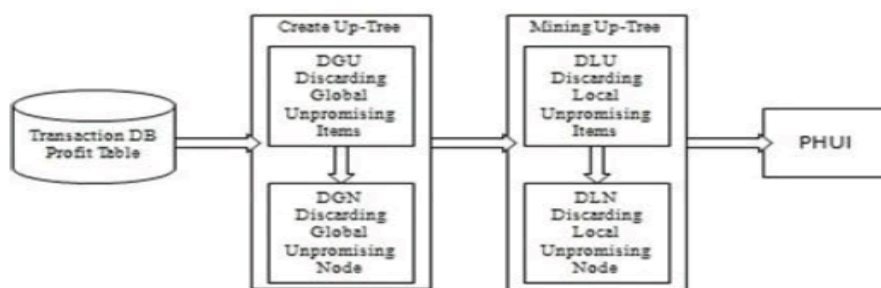 Transaction DB
Profit Table
Create Up-Tree
DGU
Discarding
Global
Unpromising
Items
DGN
Discarding
Global
Unpromising
Node
Mining Up-Tree
DLU
Discarding
Local
Unpromising
Items
DLN
Discarding
Local
Unpromising
Node
PHUI